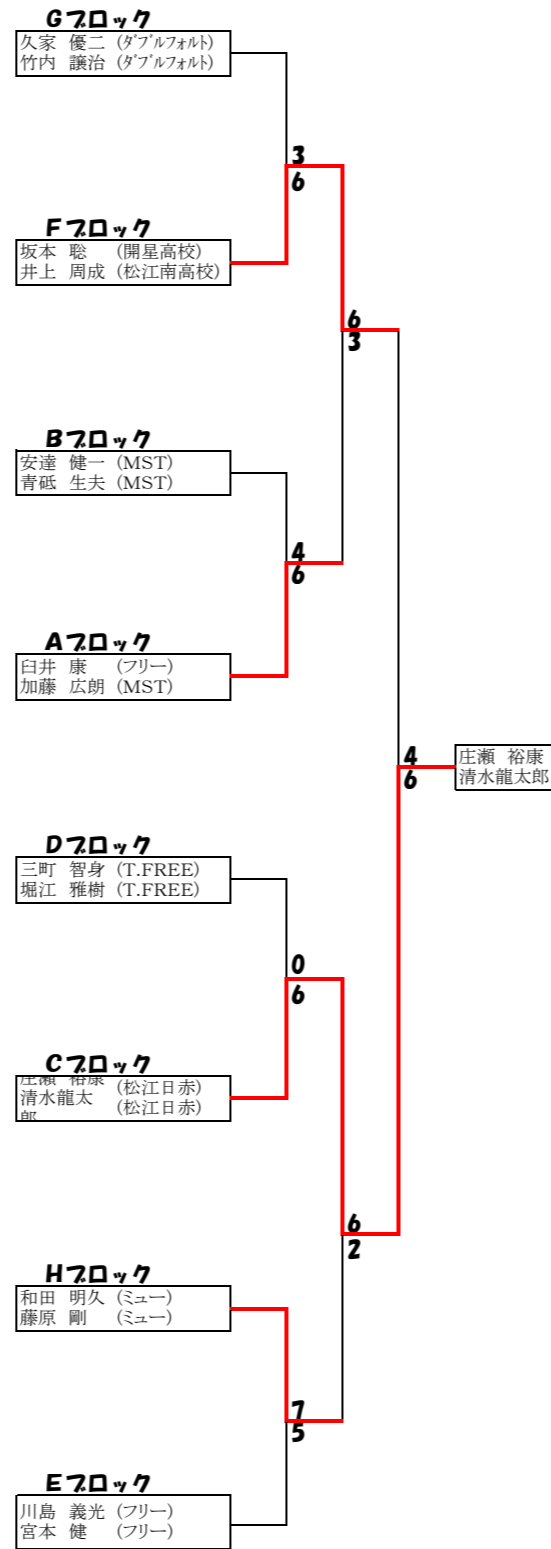 Gブロック
久家 優二 (ダブルフォルト)
竹内 譲治 (ダブルフォルト)
3
6
Fブロック
坂本 聡 (開星高校)
井上 周成 (松江南高校)
6
3
Bブロック
安達 健一 (MST)
青砥 生夫 (MST)
4
6
Aブロック
臼井 康 (フリー)
加藤 広朗 (MST)
4
6
庄瀬 裕康
清水龍太郎
Dブロック
三町 智身 (T.FREE)
堀江 雅樹 (T.FREE)
0
6
Cブロック
庄瀬 裕康 (松江日赤)
清水龍太郎 (松江日赤)
6
2
Hブロック
和田 明久 (ミュー)
藤原 剛 (ミュー)
7
5
Eブロック
川島 義光 (フリー)
宮本 健 (フリー)